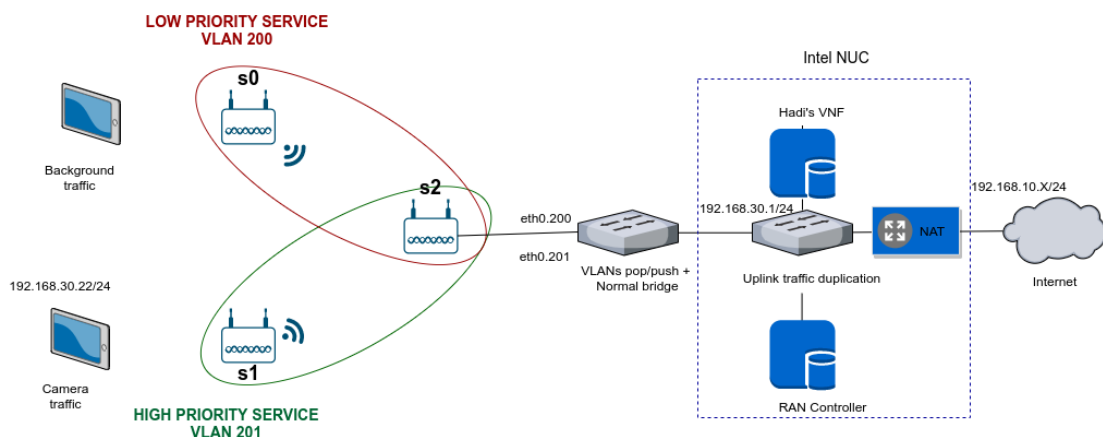 LOW PRIORITY SERVICE
VLAN 200
s0
Background
traffic
s2
192.168.30.22/24
s1
Camera
traffic
HIGH PRIORITY SERVICE
VLAN 201
eth0.200
eth0.201
VLANs pop/push +
Normal bridge
Intel NUC
Hadi's VNF
192.168.30.1/24
Uplink traffic duplication
RAN Controller
NAT
192.168.10.X/24
Internet